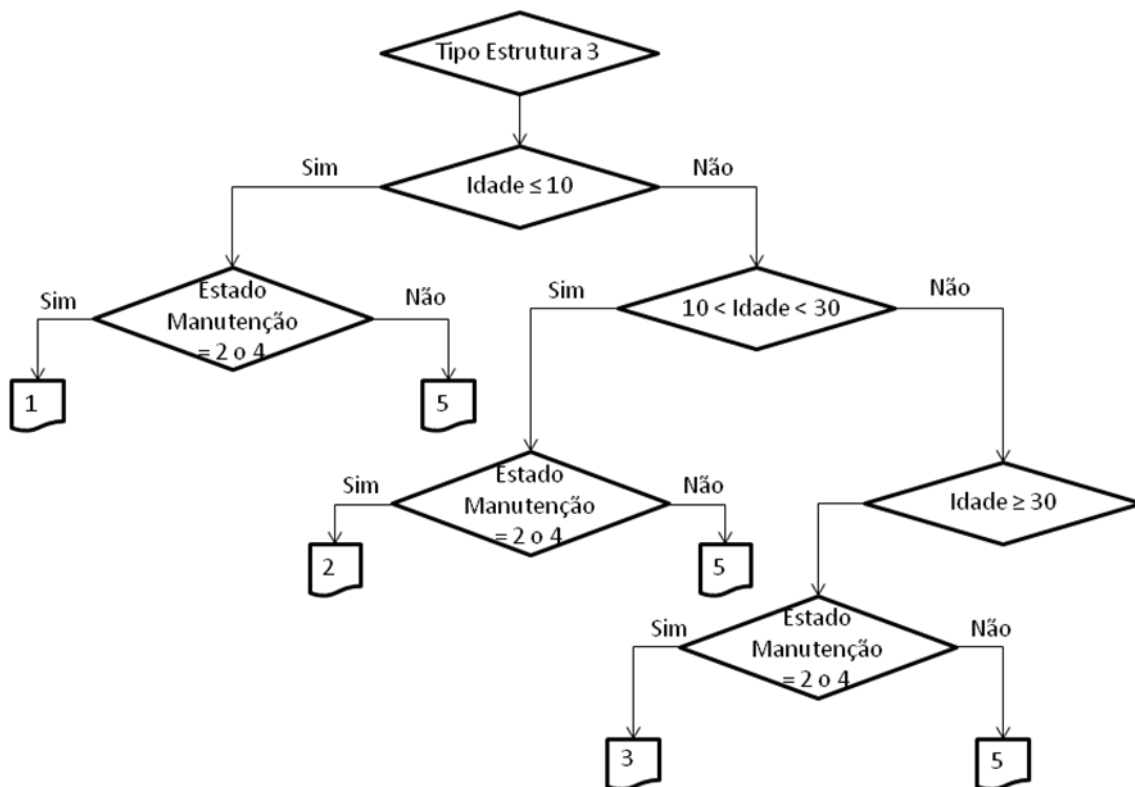 Tipo Estrutura 3
Sim
Não
Idade ≤ 10
Sim
Estado
Manutenção
= 2 o 4
Não
Sim
10 < Idade < 30
Não
1
5
Sim
Estado
Manutenção
= 2 o 4
Não
Idade ≥ 30
2
5
Sim
Estado
Manutenção
= 2 o 4
Não
3
5